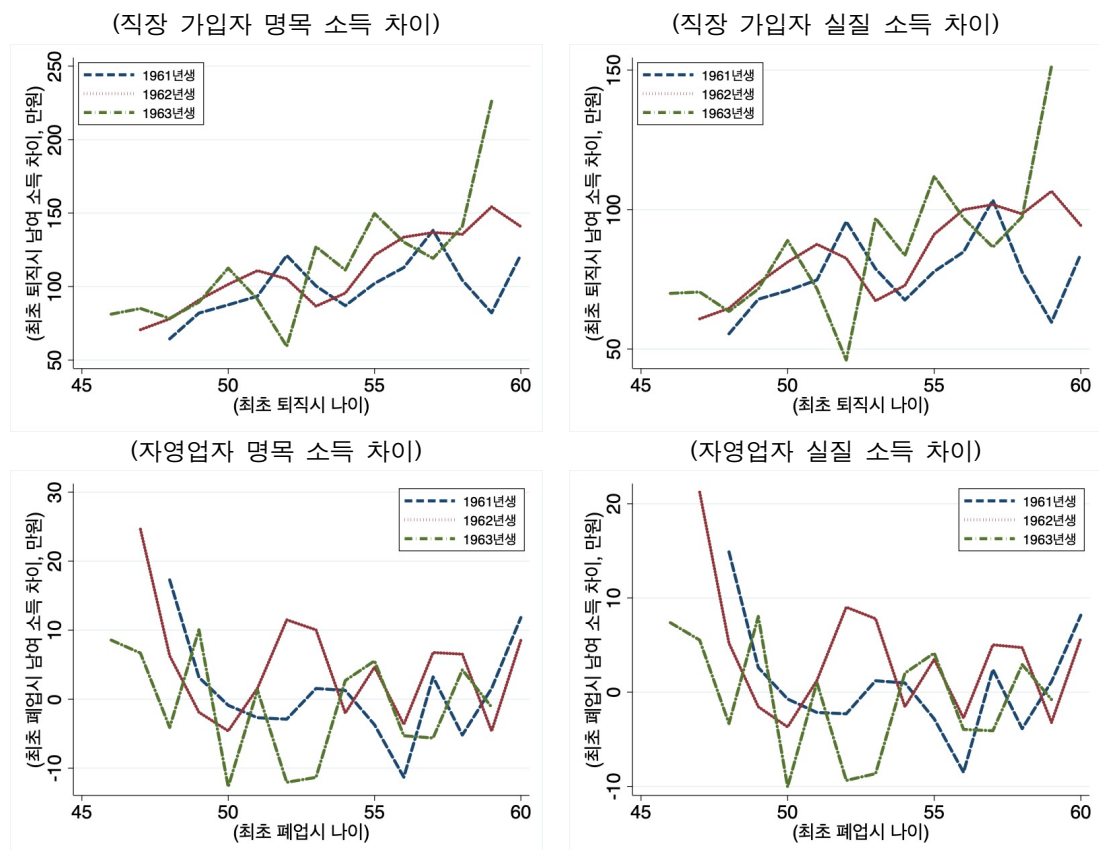 (직장 가입자 명목 소득 차이)
(최초 퇴직시 남여 소득 차이, 만원)
250
200
150
100
50
1961년생
1962년생
1963년생
45 50 55 60
(최초 퇴직시 나이)
(직장 가입자 실질 소득 차이)
(최초 퇴직시 남여 소득 차이, 만원)
150
100
50
1961년생
1962년생
1963년생
45 50 55 60
(최초 퇴직시 나이)
(자영업자 명목 소득 차이)
(최초 폐업시 남여 소득 차이, 만원)
30
20
10
0
-10
1961년생
1962년생
1963년생
45 50 55 60
(최초 폐업시 나이)
(자영업자 실질 소득 차이)
(최초 폐업시 남여 소득 차이, 만원)
20
10
0
-10
1961년생
1962년생
1963년생
45 50 55 60
(최초 폐업시 나이)